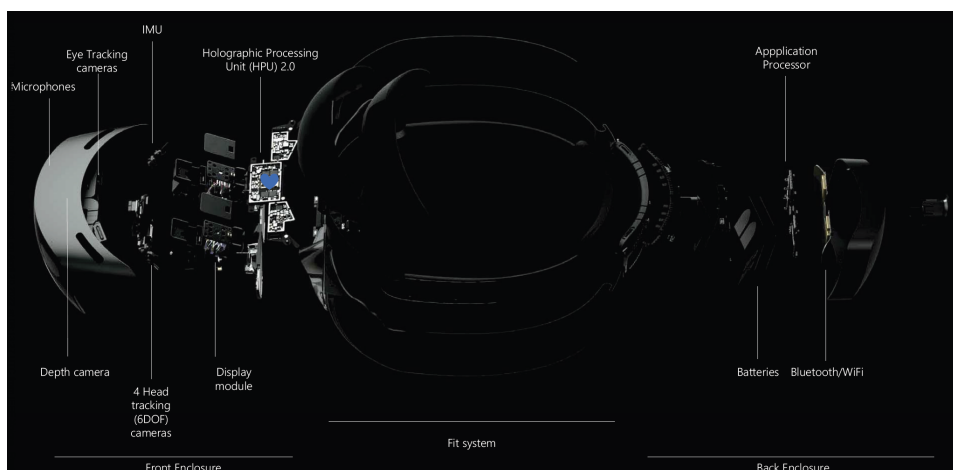 IMU
Eye Tracking
cameras
Holographic Processing
Unit (HPU) 2.0
Appplication
Processor
Microphones
Depth camera
4 Head
tracking
(6DOF)
cameras
Display
module
Batteries
Bluetooth/WiFi
Fit system
Front Enclosure
Back Enclosure